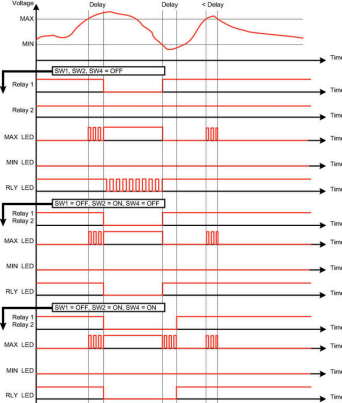 Voltage
Delay
Delay
< Delay
MAX
MIN
Time
SW1, SW2, SW4 = OFF
Relay 1
Time
Relay 2
Time
MAX LED
Time
MIN LED
Time
RLY LED
Time
SW1 = OFF, SW2 = ON, SW4 = OFF
Relay 1
Relay 2
Time
MAX LED
Time
MIN LED
Time
RLY LED
Time
SW1 = OFF, SW2 = ON, SW4 = ON
Relay 1
Relay 2
Time
MAX LED
Time
MIN LED
Time
RLY LED
Time